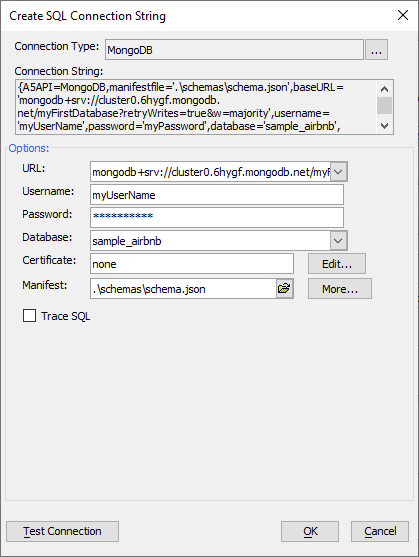 Create SQL Connection String
Connection Type: MongoDB ...
Connection String:
{A5API=MongoDB,manifestfile='.\schemas\schema.json',baseURL=
'mongodb+srv://cluster0.6hygf.mongodb.
net/myFirstDatabase?retryWrites=true&w=majority',username=
'myUserName',password='myPassword',database='sample_airbnb',
Options:
URL: mongodb+srv://cluster0.6hygf.mongodb.net/myF
Username: myUserName
Password: **********
Database: sample_airbnb
Certificate: none Edit...
Manifest: .\schemas\schema.json More...
Trace SQL
Test Connection OK Cancel